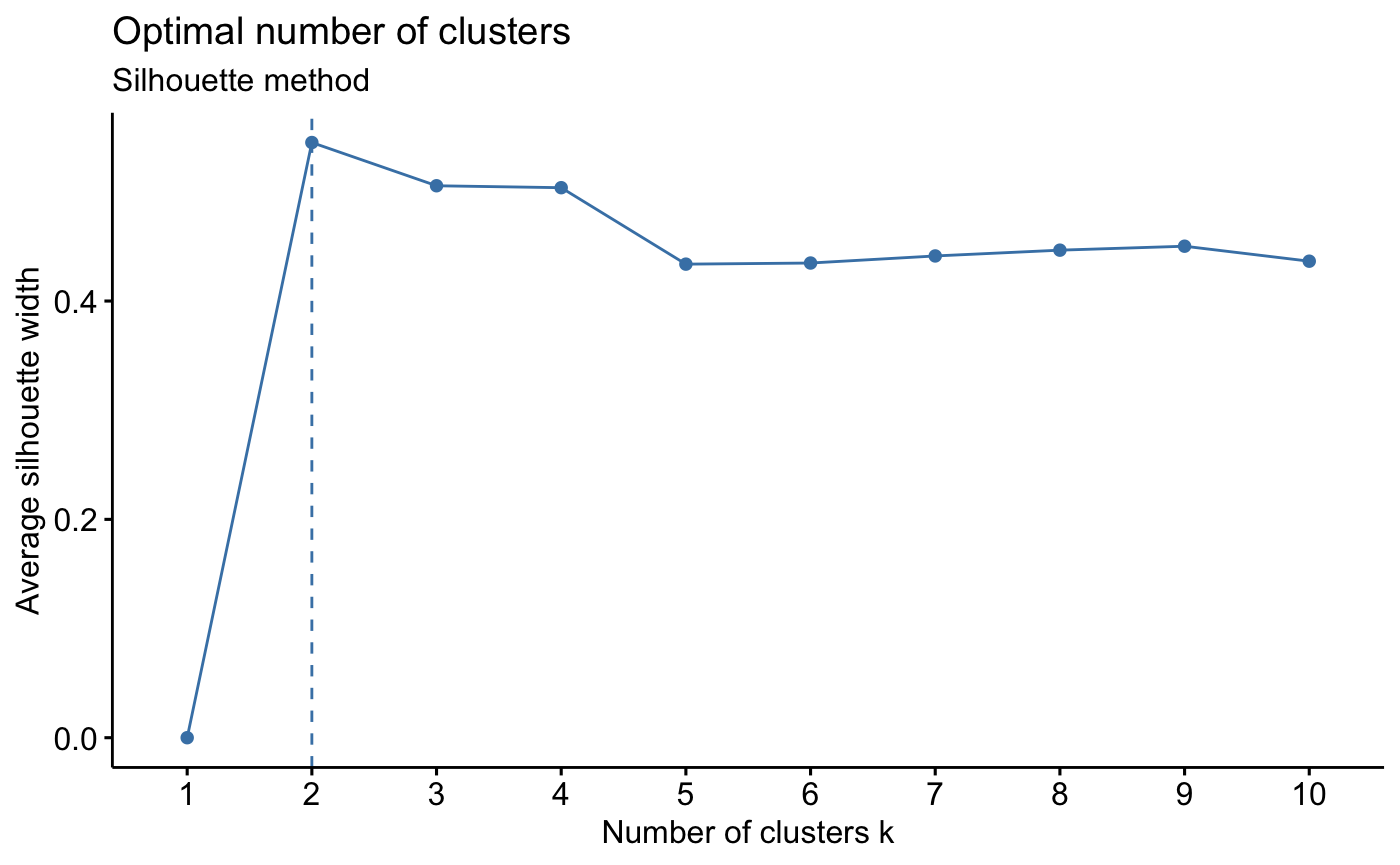 Optimal number of clusters
Silhouette method
Average silhouette width
0.4
0.2
0.0
1 2 3 4 5 6 7 8 9 10
Number of clusters k